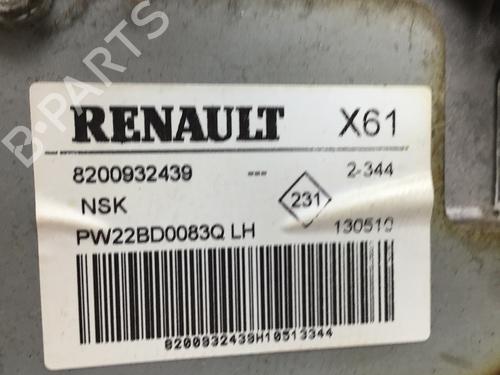 B-PARTS
RENAULT X61
8200932439 --- 2-344
NSK 231
PW22BD0083Q LH 130510
8200932439H10513344